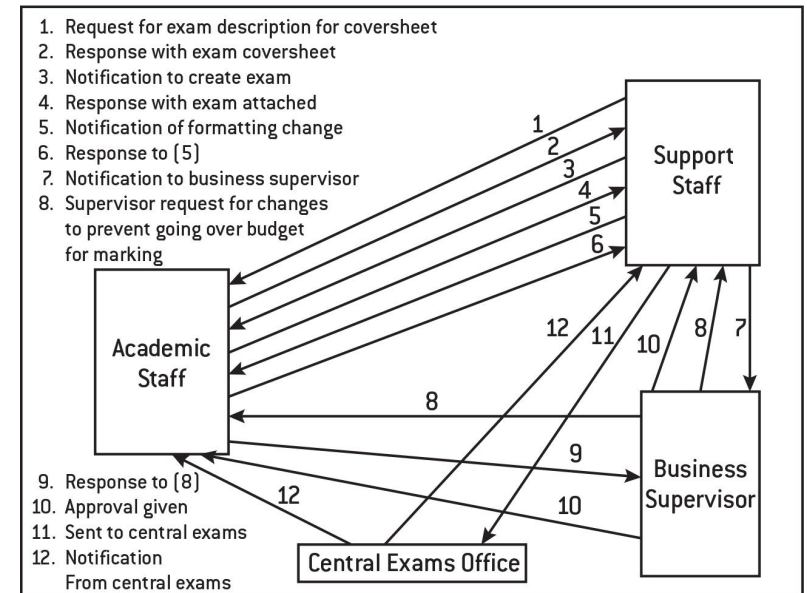 1. Request for exam description for coversheet
2. Response with exam coversheet
3. Notification to create exam
4. Response with exam attached
5. Notification of formatting change
6. Response to (5)
7. Notification to business supervisor
8. Supervisor request for changes
to prevent going over budget
for marking
1
2
3
4
5
6
Support
Staff
Academic
Staff
12
11
10
8
7
8
9
10
12
Business
Supervisor
Central Exams Office
9. Response to (8)
10. Approval given
11. Sent to central exams
12. Notification
From central exams